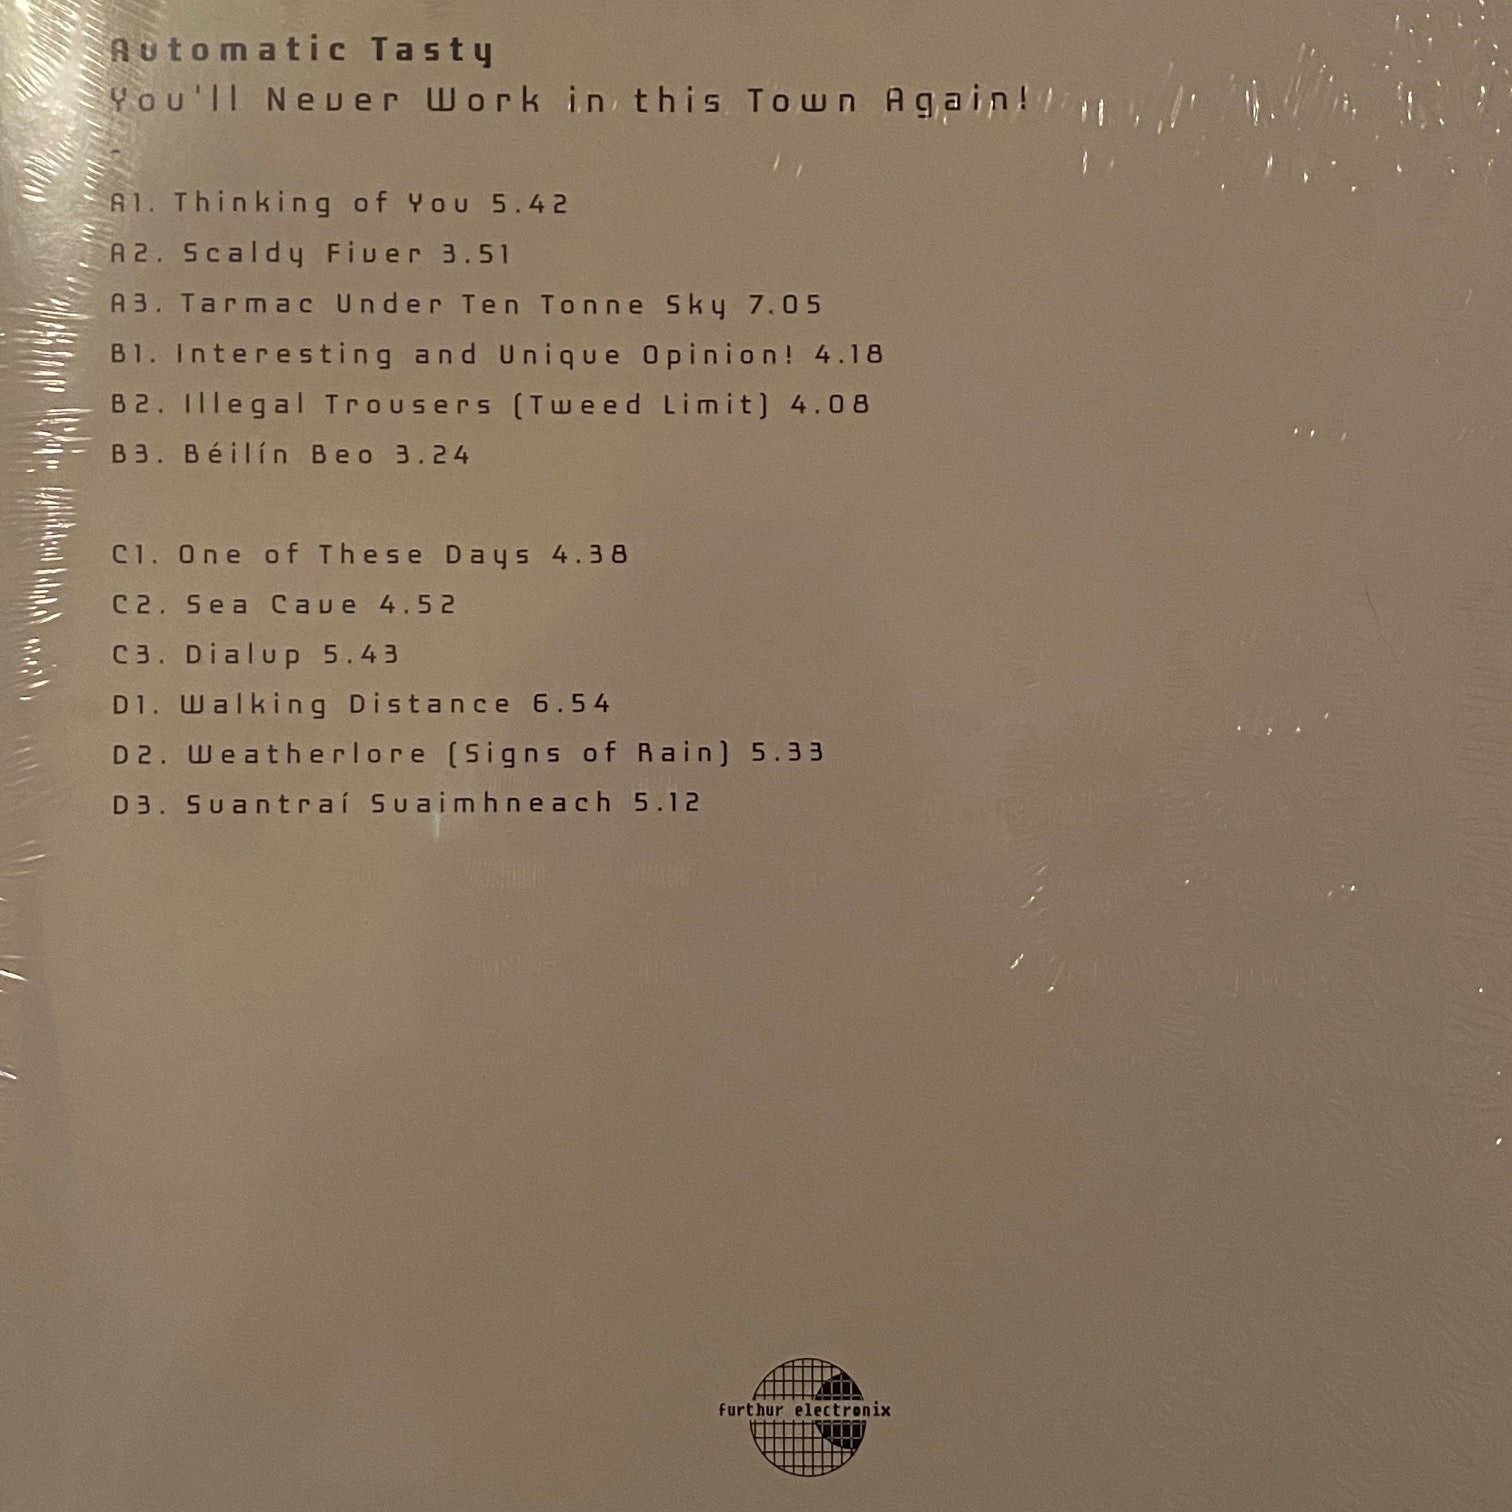 Automatic Tasty
You'll Never Work in this Town Again!
-
A1. Thinking of You 5.42
A2. Scaldy Fiver 3.51
A3. Tarmac Under Ten Tonne Sky 7.05
B1. Interesting and Unique Opinion! 4.18
B2. Illegal Trousers (Tweed Limit) 4.08
B3. Béilín Beo 3.24
C1. One of These Days 4.38
C2. Sea Cave 4.52
C3. Dialup 5.43
D1. Walking Distance 6.54
D2. Weatherlore (Signs of Rain) 5.33
D3. Suantraí Suaimhneach 5.12
furthur electronix